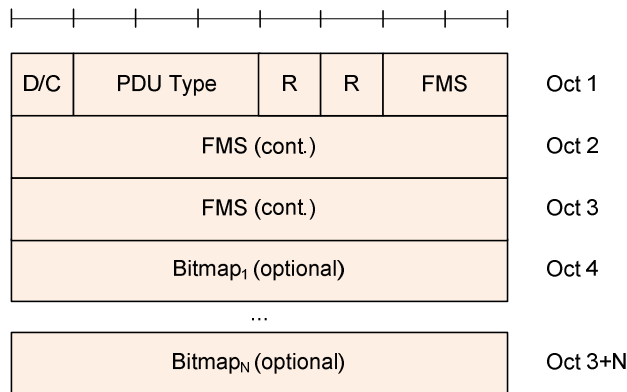 D/C PDU Type R R FMS Oct 1
FMS (cont.) Oct 2
FMS (cont.) Oct 3
Bitmap₁ (optional) Oct 4
...
Bitmap_N (optional) Oct 3+N